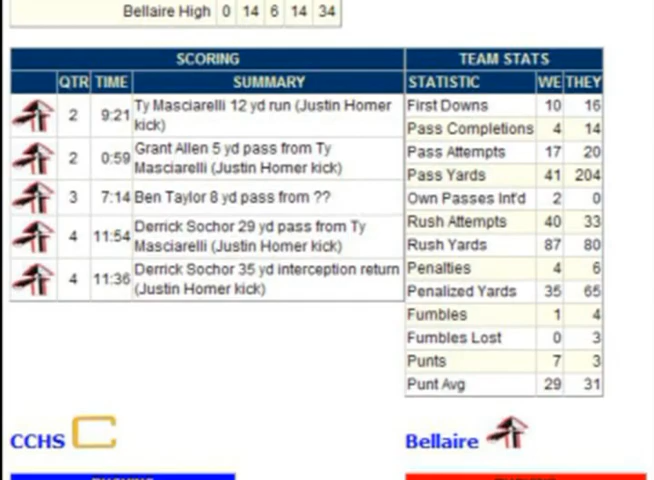 Bellaire High 0 14 6 14 34
SCORING
QTR TIME SUMMARY
2 9:21 Ty Masciarelli 12 yd run (Justin Homer
kick)
2 0:59 Grant Allen 5 yd pass from Ty
Masciarelli (Justin Homer kick)
3 7:14 Ben Taylor 8 yd pass from ??
4 11:54 Derrick Sochor 29 yd pass from Ty
Masciarelli (Justin Homer kick)
4 11:36 Derrick Sochor 35 yd interception return
(Justin Homer kick)
TEAM STATS
STATISTIC WE THEY
First Downs 10 16
Pass Completions 4 14
Pass Attempts 17 20
Pass Yards 41 204
Own Passes Int'd 2 0
Rush Attempts 40 33
Rush Yards 87 80
Penalties 4 6
Penalized Yards 35 65
Fumbles 1 4
Fumbles Lost 0 3
Punts 7 3
Punt Avg 29 31
CCHS
Bellaire